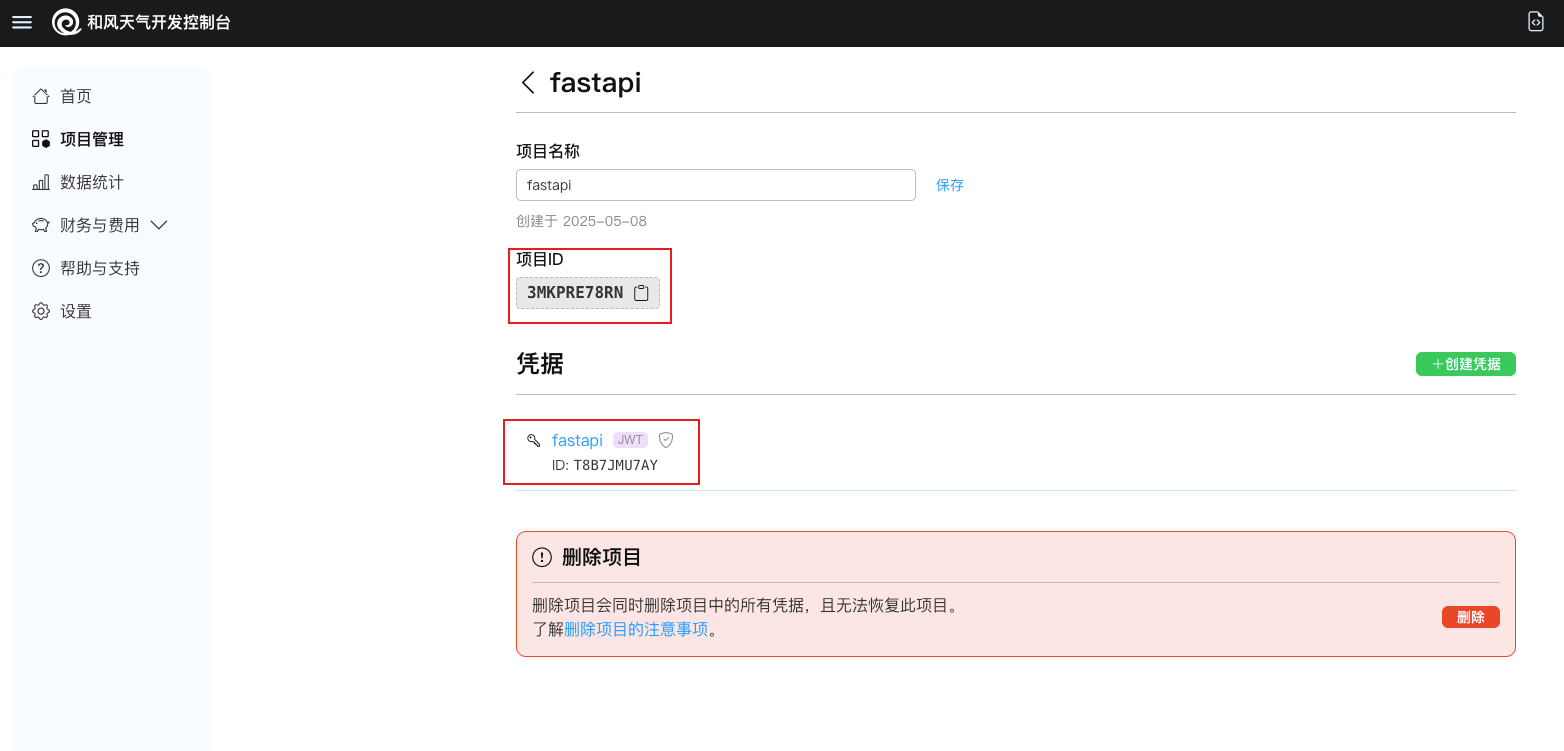 和风天气开发控制台
首页
项目管理
数据统计
财务与费用
帮助与支持
设置
fastapi
项目名称
fastapi
保存
创建于 2025-05-08
项目ID
3MKPRE78RN
凭据
+创建凭据
fastapi JWT
ID: T8B7JMU7AY
删除项目
删除项目会同时删除项目中的所有凭据，且无法恢复此项目。
了解删除项目的注意事项。
删除